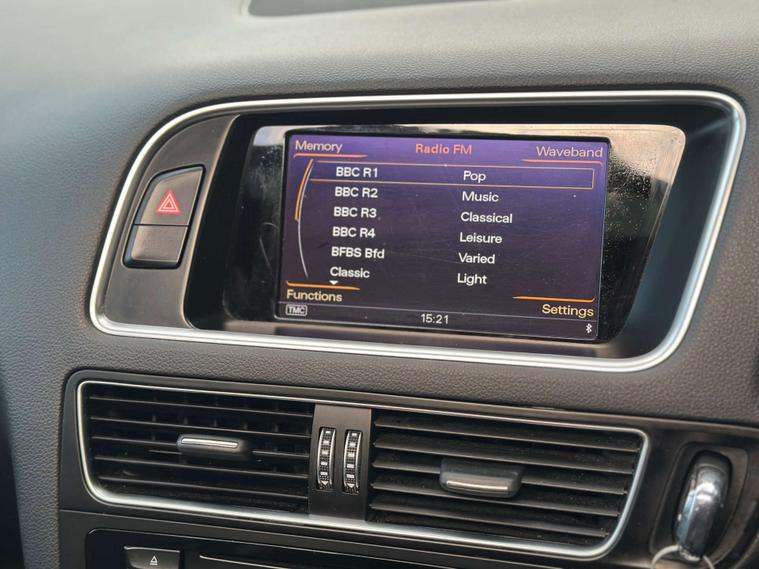 Memory Radio FM Waveband
BBC R1 Pop
BBC R2 Music
BBC R3 Classical
BBC R4 Leisure
BFBS Bfd Varied
Classic Light
Functions Settings
TMC 15:21